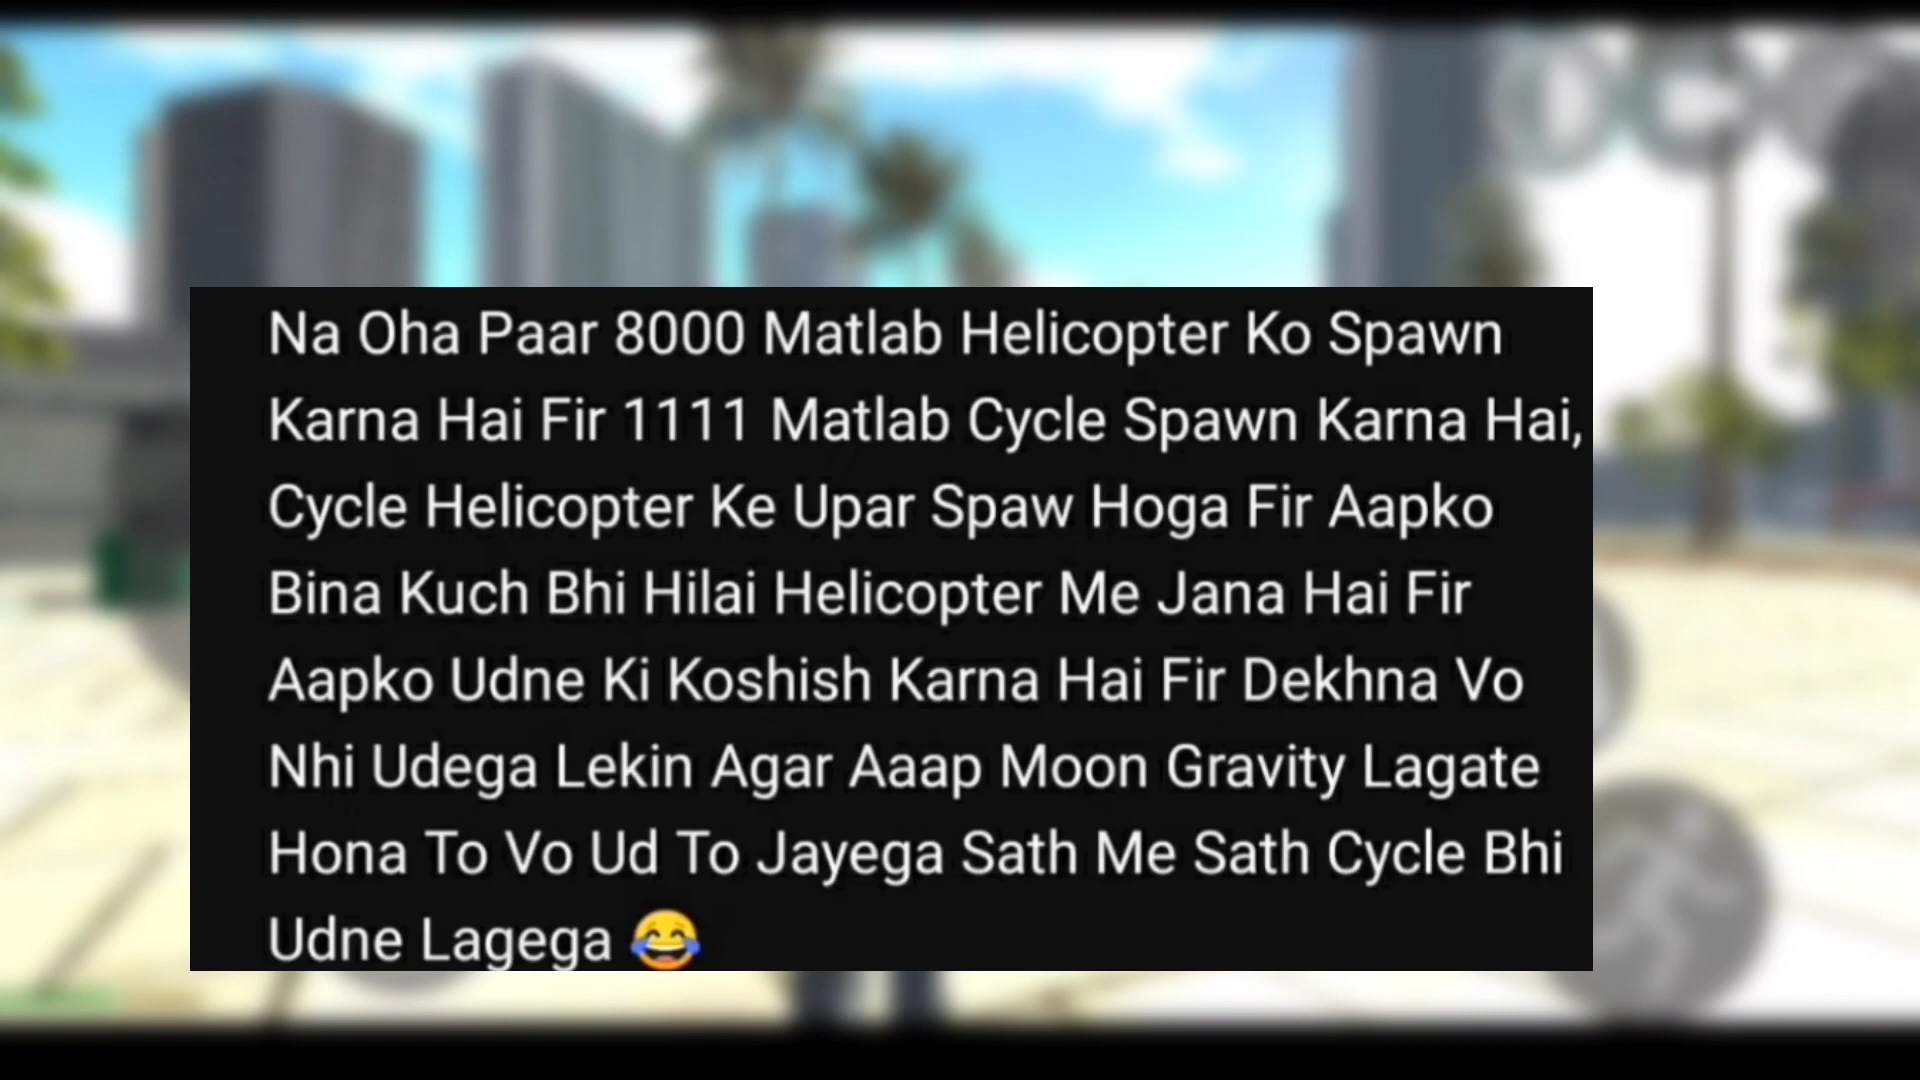 Na Oha Paar 8000 Matlab Helicopter Ko Spawn
Karna Hai Fir 1111 Matlab Cycle Spawn Karna Hai,
Cycle Helicopter Ke Upar Spaw Hoga Fir Aapko
Bina Kuch Bhi Hilai Helicopter Me Jana Hai Fir
Aapko Udne Ki Koshish Karna Hai Fir Dekhna Vo
Nhi Udega Lekin Agar Aaap Moon Gravity Lagate
Hona To Vo Ud To Jayega Sath Me Sath Cycle Bhi
Udne Lagega 😂